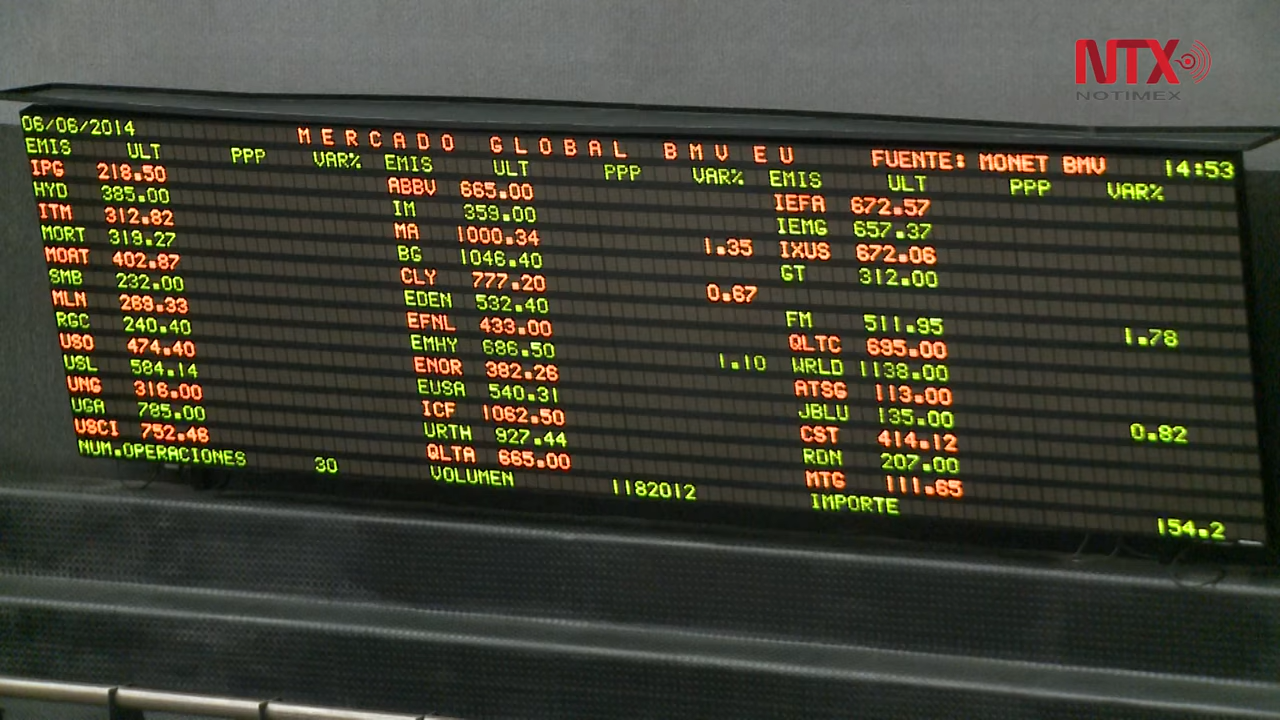 NTX
NOTIMEX
06/06/2014 MERCADO GLOBAL BMV EU FUENTE: MONET BMV 14:53
EMIS ULT PPP VAR% EMIS ULT PPP VAR% EMIS ULT PPP VAR%
IPG 218.50 ABBV 665.00 IEFA 672.57
HYD 385.00 IM 359.00 IEMG 657.37
ITM 312.82 MA 1000.34 1.35 IXUS 672.06
MORT 319.27 BG 1046.40 GT 312.00
MOAT 402.87 CLY 777.20 0.67
SMB 232.00 EDEN 532.40 FM 511.95 1.78
MLN 269.33 EFNL 433.00 QLTC 695.00
RGC 240.40 EMHY 686.50 1.10 WRLD 1138.00
USO 474.40 ENOR 382.26 ATSG 113.00
USL 584.14 EUSA 540.31 JBLU 135.00 0.82
UNG 316.00 ICF 1062.50 CST 414.12
UGA 785.00 URTH 927.44 RDN 207.00
USCI 752.46 QLTA 665.00 MTG 111.65
NUM.OPERACIONES 30 VOLUMEN 1182012 IMPORTE 154.2